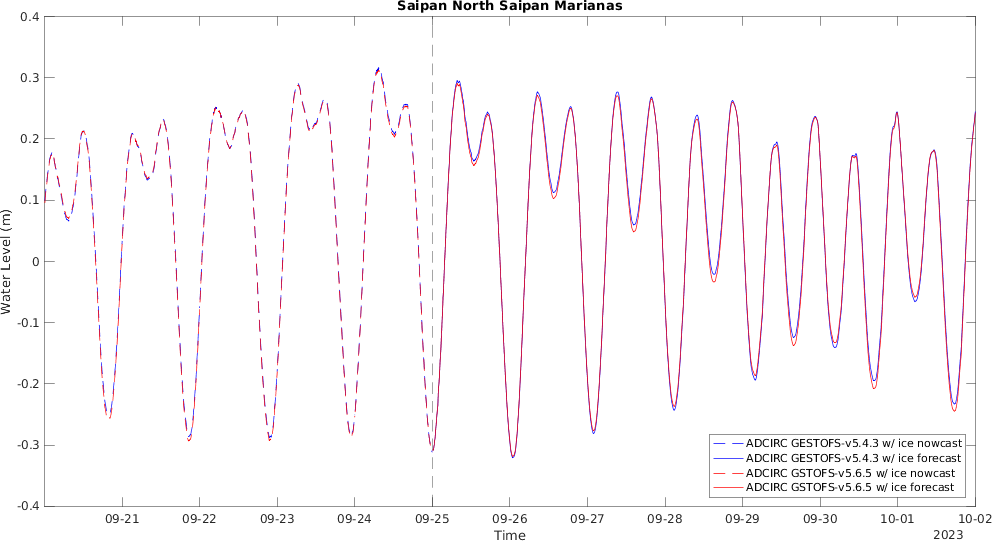 Saipan North Saipan Marianas
0.4
0.3
0.2
0.1
0
-0.1
-0.2
-0.3
-0.4
Water Level (m)
09-21 09-22 09-23 09-24 09-25 09-26 09-27 09-28 09-29 09-30 10-01 10-02
Time
2023
ADCIRC GESTOFS-v5.4.3 w/ ice nowcast
ADCIRC GESTOFS-v5.4.3 w/ ice forecast
ADCIRC GSTOFS-v5.6.5 w/ ice nowcast
ADCIRC GSTOFS-v5.6.5 w/ ice forecast